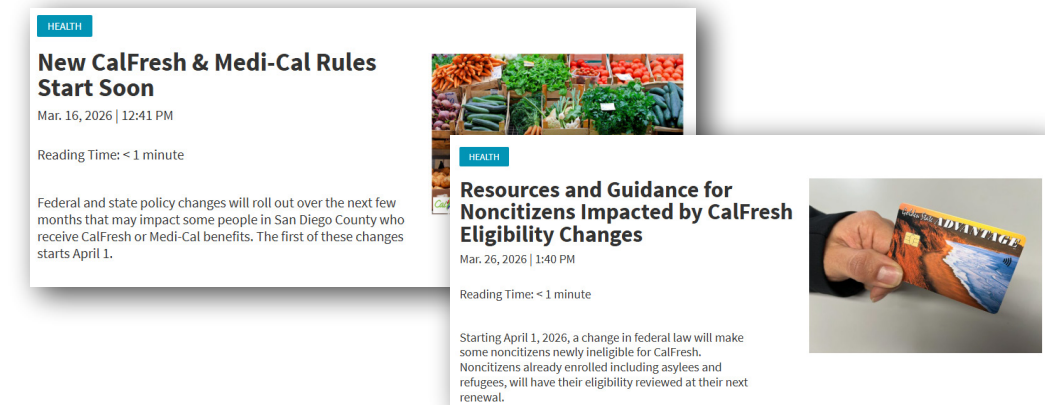 HEALTH
New CalFresh & Medi-Cal Rules
Start Soon
Mar. 16, 2026 | 12:41 PM
Reading Time: < 1 minute
Federal and state policy changes will roll out over the next few
months that may impact some people in San Diego County who
receive CalFresh or Medi-Cal benefits. The first of these changes
starts April 1.
HEALTH
Resources and Guidance for
Noncitizens Impacted by CalFresh
Eligibility Changes
Mar. 26, 2026 | 1:40 PM
Reading Time: < 1 minute
Starting April 1, 2026, a change in federal law will make
some noncitizens newly ineligible for CalFresh.
Noncitizens already enrolled including asylees and
refugees, will have their eligibility reviewed at their next
renewal.
Golden State
ADVANTAGE